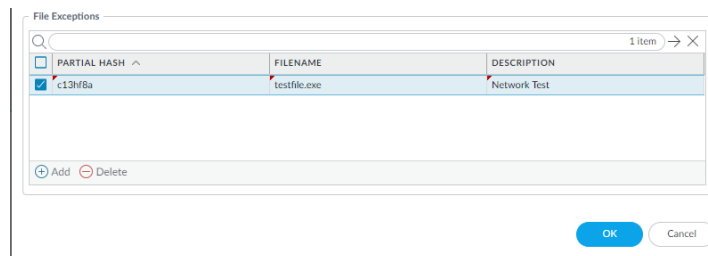 File Exceptions
1 item
PARTIAL HASH FILENAME DESCRIPTION
c13hf8a testfile.exe Network Test
Add Delete
OK Cancel